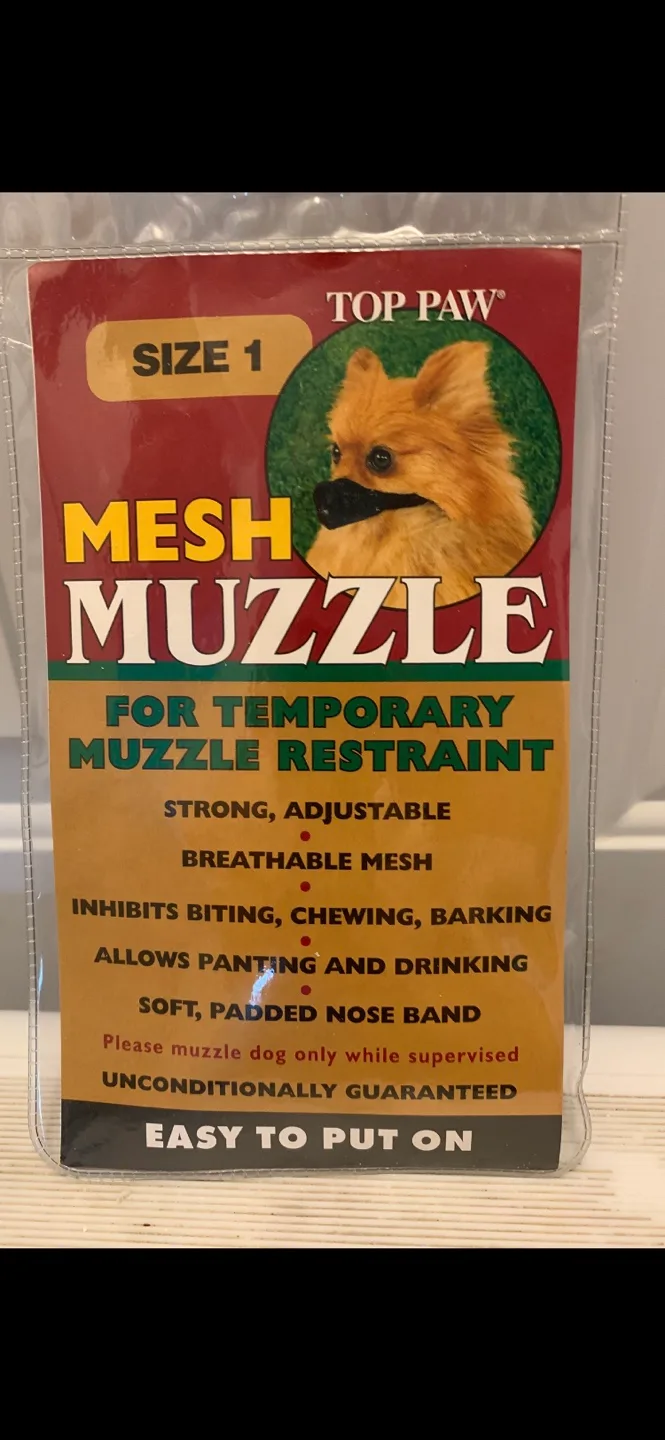 TOP PAW®
SIZE 1
MESH
MUZZLE
FOR TEMPORARY
MUZZLE RESTRAINT
STRONG, ADJUSTABLE
•
BREATHABLE MESH
•
INHIBITS BITING, CHEWING, BARKING
•
ALLOWS PANTING AND DRINKING
•
SOFT, PADDED NOSE BAND
Please muzzle dog only while supervised
UNCONDITIONALLY GUARANTEED
EASY TO PUT ON